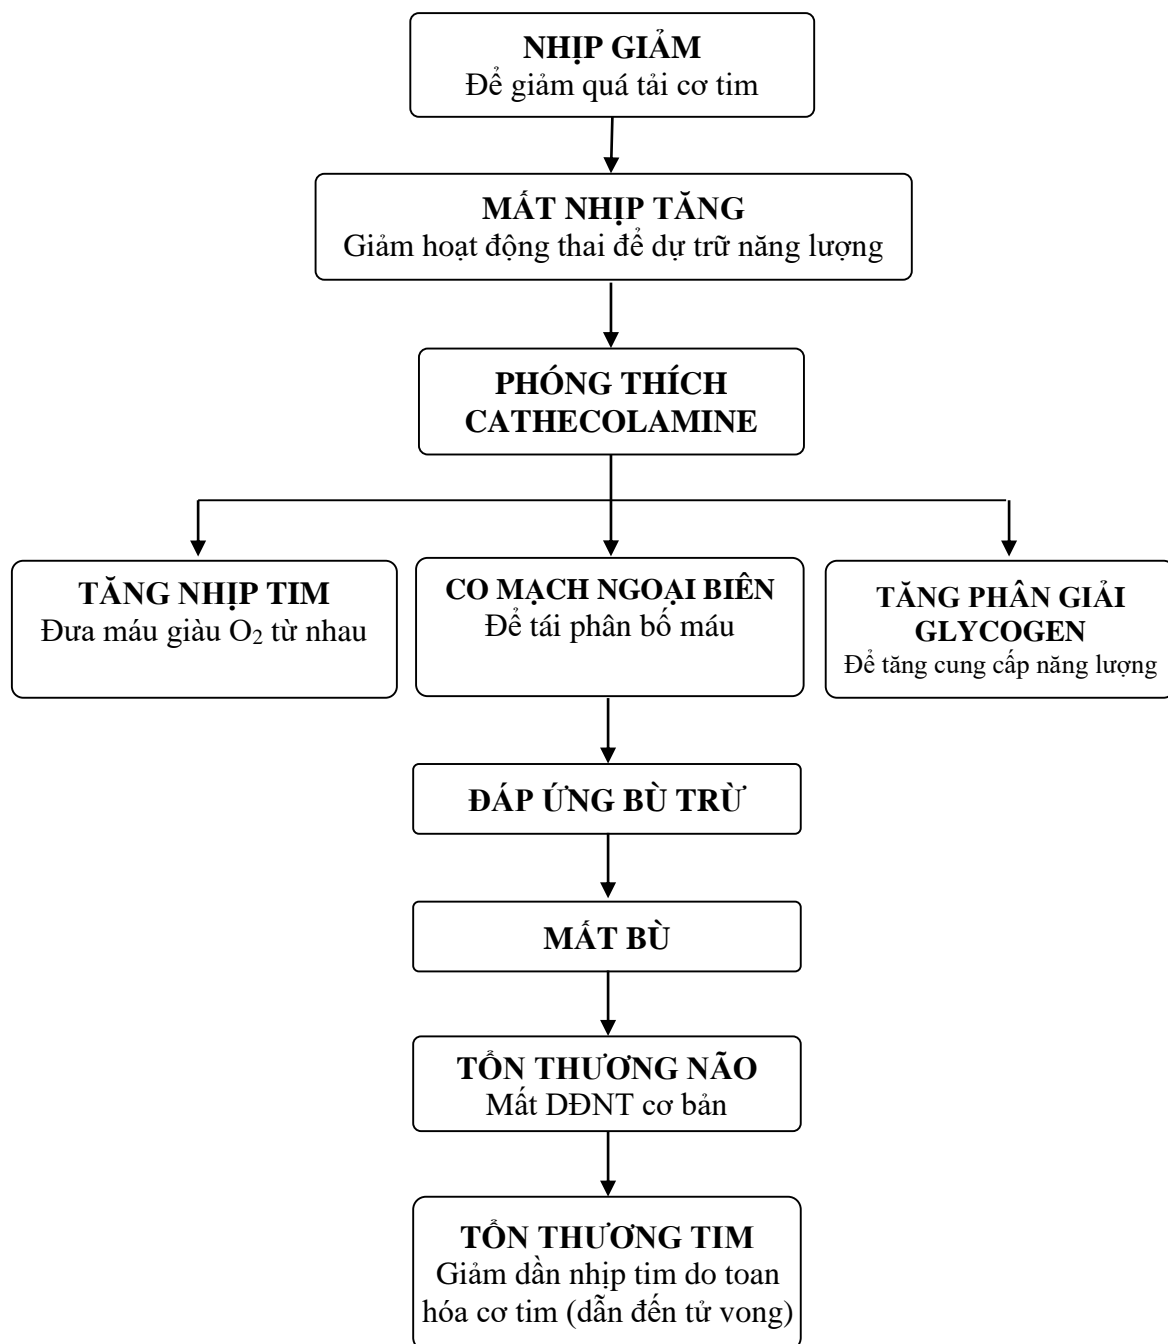 NHỊP GIẢM
Để giảm quá tải cơ tim
MẤT NHỊP TĂNG
Giảm hoạt động thai để dự trữ năng lượng
PHÓNG THÍCH
CATHECOLAMINE
TĂNG NHỊP TIM
Đưa máu giàu O₂ từ nhau
CO MẠCH NGOẠI BIÊN
Để tái phân bố máu
TĂNG PHÂN GIẢI
GLYCOGEN
Để tăng cung cấp năng lượng
ĐÁP ỨNG BÙ TRỪ
MẤT BÙ
TỔN THƯƠNG NÃO
Mất DĐNT cơ bản
TỔN THƯƠNG TIM
Giảm dần nhịp tim do toan
hóa cơ tim (dẫn đến tử vong)